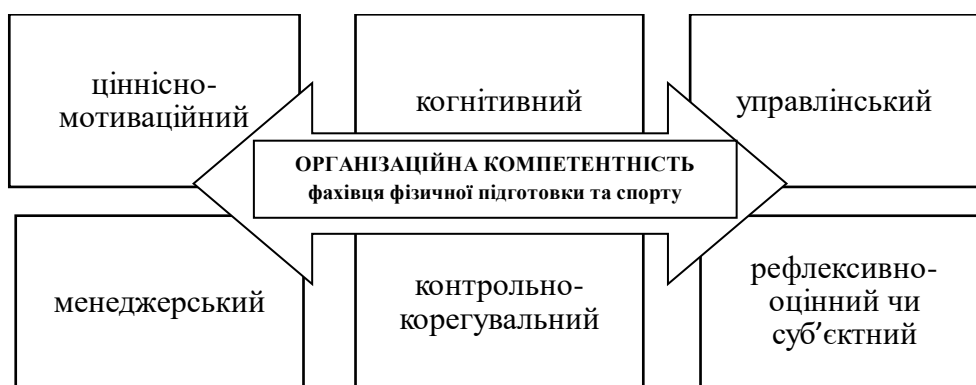 ціннісно-
мотиваційний
когнітивний
управлінський
ОРГАНІЗАЦІЙНА КОМПЕТЕНТНІСТЬ
фахівця фізичної підготовки та спорту
менеджерський
контрольно-
корегувальний
рефлексивно-
оцінний чи
суб’єктний